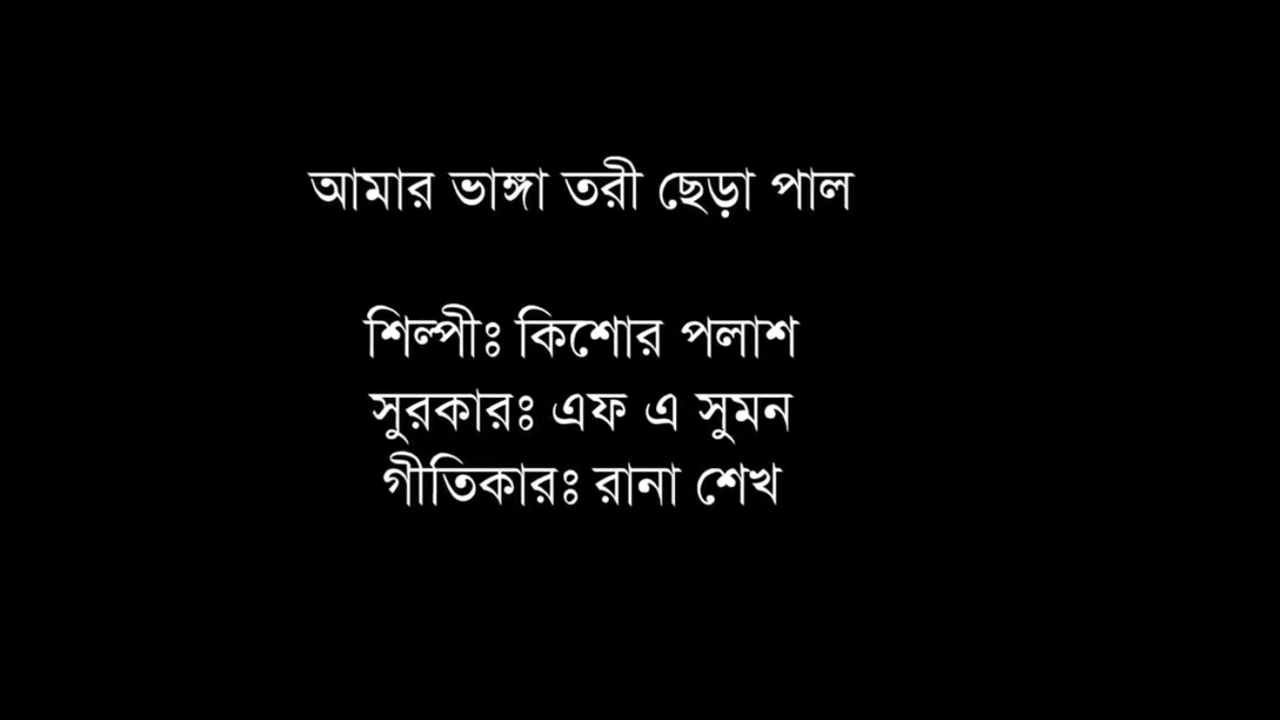 আমার ভাঙ্গা তরী ছেড়া পাল
শিল্পীঃ কিশোর পলাশ
সুরকারঃ এফ এ সুমন
গীতিকারঃ রানা শেখ